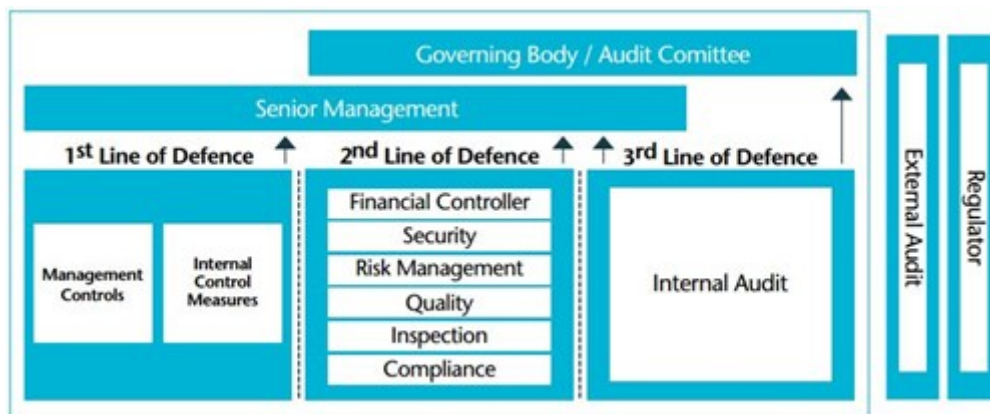 Governing Body / Audit Comittee
Senior Management
1st Line of Defence
2nd Line of Defence
3rd Line of Defence
Management
Controls
Internal
Control
Measures
Financial Controller
Security
Risk Management
Quality
Inspection
Compliance
Internal Audit
External Audit
Regulator